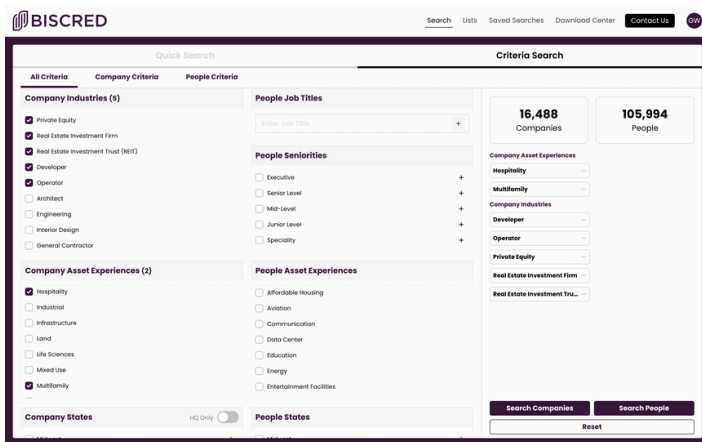 BISCRED
Search Lists Saved Searches Download Center Contact Us GW
Quick Search
Criteria Search
All Criteria Company Criteria People Criteria
Company Industries (5)
Private Equity
Real Estate Investment Firm
Real Estate Investment Trust (REIT)
Developer
Operator
Architect
Engineering
Interior Design
General Contractor
Company Asset Experiences (2)
Hospitality
Industrial
Infrastructure
Land
Life Sciences
Mixed Use
Multifamily
Company States HQ Only
People Job Titles
Enter Job Title... +
People Seniorities
Executive +
Senior Level +
Mid-Level +
Junior Level +
Speciality +
People Asset Experiences
Affordable Housing
Aviation
Communication
Data Center
Education
Energy
Entertainment Facilities
People States
16,488
Companies
105,994
People
Company Asset Experiences
Hospitality
Multifamily
Company Industries
Developer
Operator
Private Equity
Real Estate Investment Firm
Real Estate Investment Tru...
Search Companies
Search People
Reset